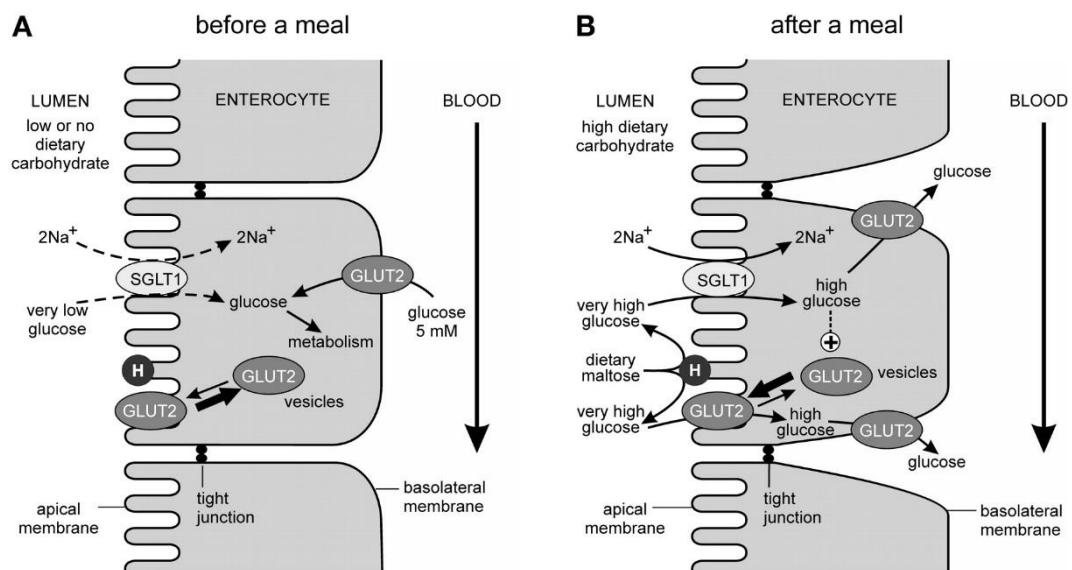 A
before a meal
LUMEN
low or no
dietary
carbohydrate
ENTEROCYTE
BLOOD
2Na+
2Na+
SGLT1
GLUT2
very low
glucose
glucose
glucose
5 mM
metabolism
H
GLUT2
vesicles
GLUT2
apical
membrane
tight
junction
basolateral
membrane
B
after a meal
LUMEN
high dietary
carbohydrate
ENTEROCYTE
BLOOD
glucose
GLUT2
2Na+
2Na+
SGLT1
high
glucose
very high
glucose
+
dietary
maltose
H
GLUT2
vesicles
very high
glucose
GLUT2
high
glucose
GLUT2
glucose
apical
membrane
tight
junction
basolateral
membrane